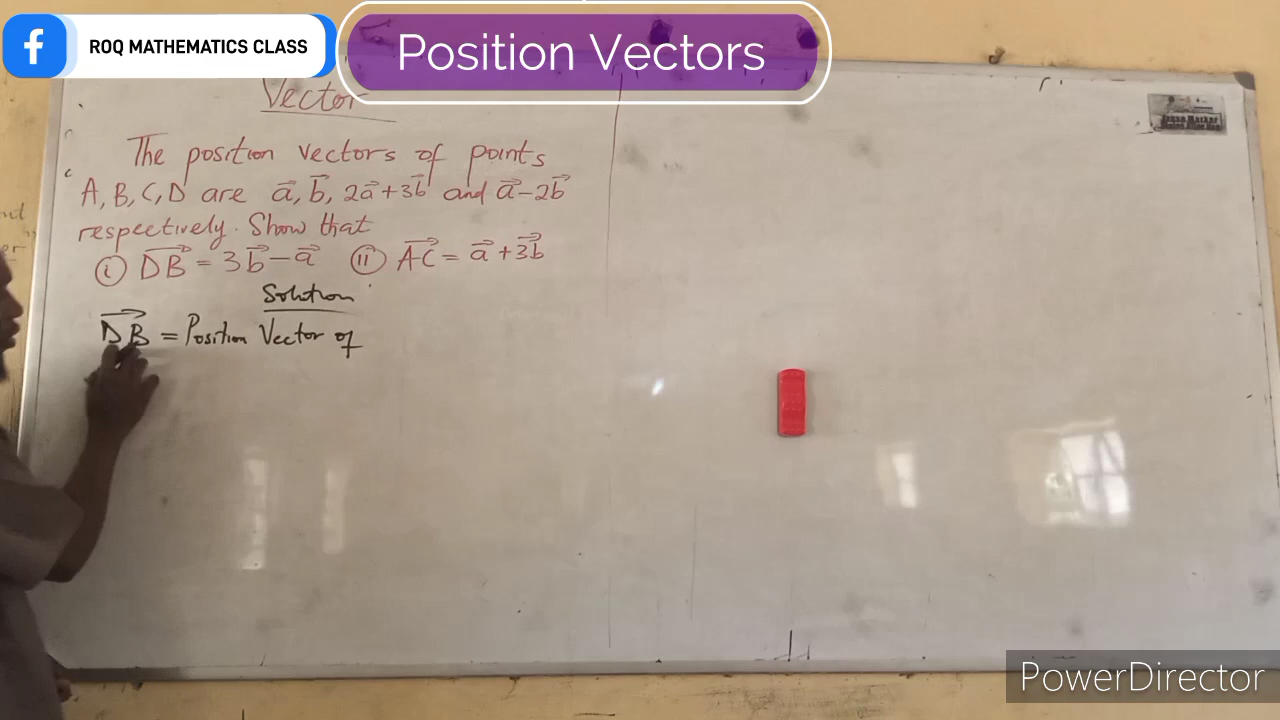 ROQ MATHEMATICS CLASS
Position Vectors
Vector
The position vectors of points
A, B, C, D are a⃗, b⃗, 2a⃗+3b⃗ and a⃗-2b⃗
respectively. Show that
(i) DB⃗ = 3b⃗-a⃗ (ii) AC⃗ = a⃗+3b⃗
Solution
DB⃗ = Position Vector of
PowerDirector